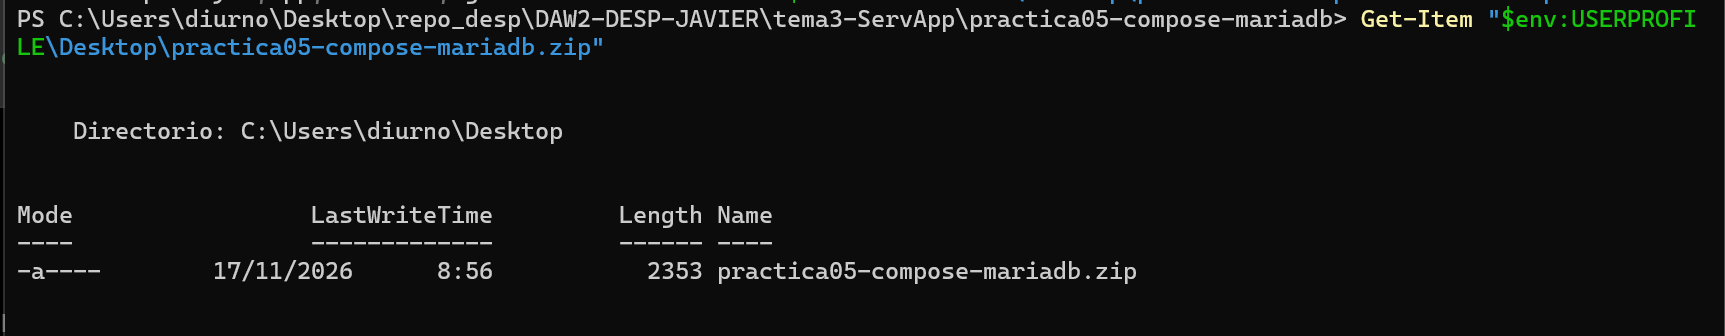 PS C:\Users\diurno\Desktop\repo_desp\DAW2-DESP-JAVIER\tema3-ServApp\practica05-compose-mariadb> Get-Item "$env:USERPROFI
LE\Desktop\practica05-compose-mariadb.zip"
Directorio: C:\Users\diurno\Desktop
Mode LastWriteTime Length Name
---- ------------- ------ ----
-a---- 17/11/2026 8:56 2353 practica05-compose-mariadb.zip